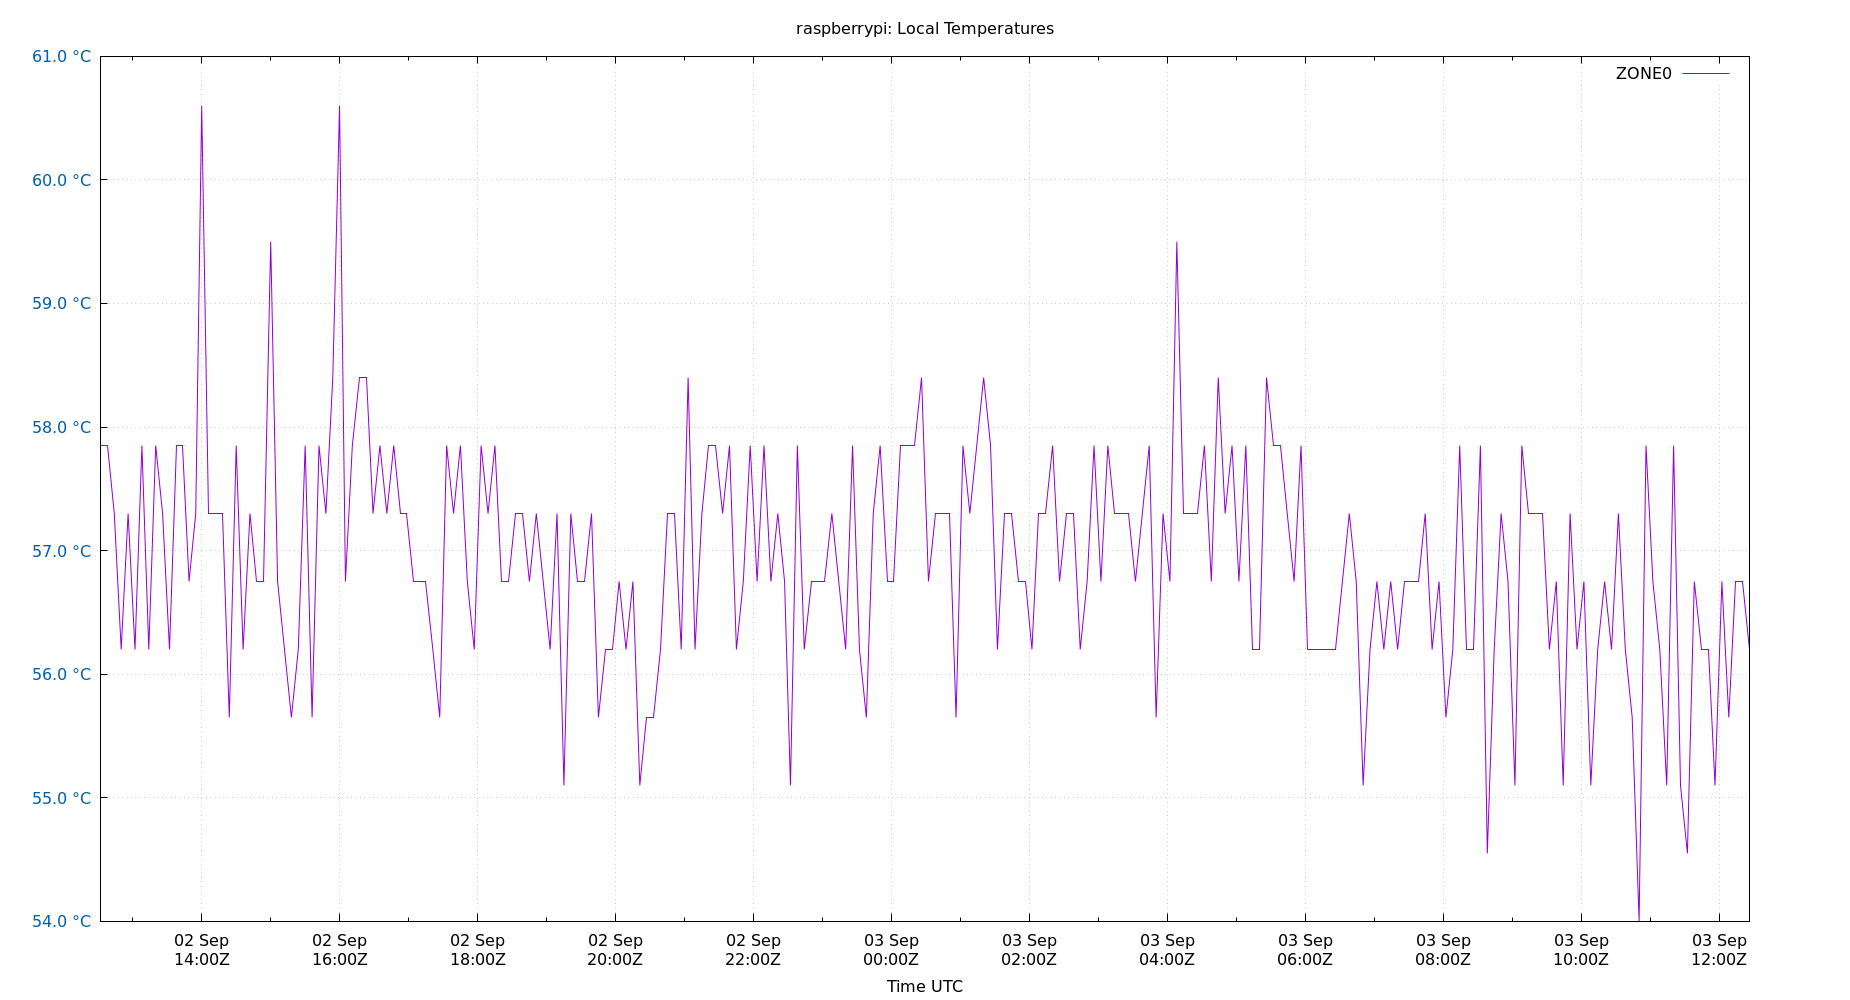 raspberrypi: Local Temperatures
ZONE0
61.0 °C
60.0 °C
59.0 °C
58.0 °C
57.0 °C
56.0 °C
55.0 °C
54.0 °C
02 Sep 02 Sep 02 Sep 02 Sep 02 Sep 03 Sep 03 Sep 03 Sep 03 Sep 03 Sep 03 Sep 03 Sep
14:00Z 16:00Z 18:00Z 20:00Z 22:00Z 00:00Z 02:00Z 04:00Z 06:00Z 08:00Z 10:00Z 12:00Z
Time UTC